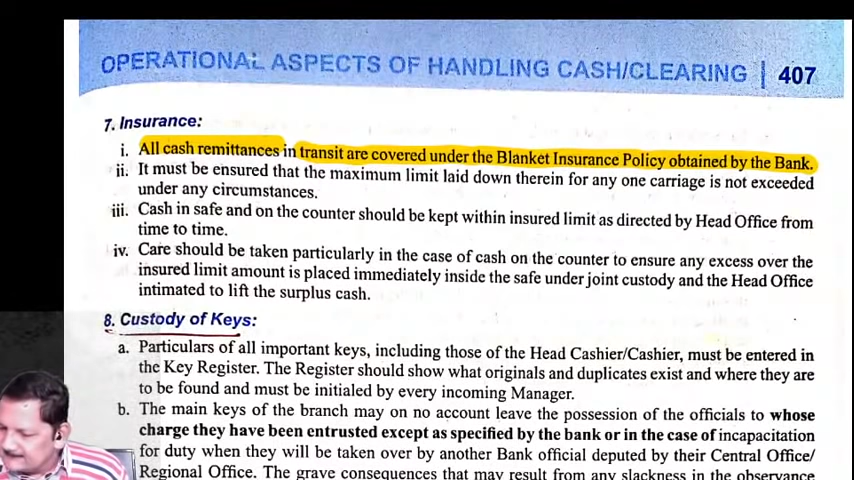 OPERATIONAL ASPECTS OF HANDLING CASH/CLEARING | 407
7. Insurance:
i. All cash remittances in transit are covered under the Blanket Insurance Policy obtained by the Bank.
ii. It must be ensured that the maximum limit laid down therein for any one carriage is not exceeded
under any circumstances.
iii. Cash in safe and on the counter should be kept within insured limit as directed by Head Office from
time to time.
iv. Care should be taken particularly in the case of cash on the counter to ensure any excess over the
insured limit amount is placed immediately inside the safe under joint custody and the Head Office
intimated to lift the surplus cash.
8. Custody of Keys:
a. Particulars of all important keys, including those of the Head Cashier/Cashier, must be entered in
the Key Register. The Register should show what originals and duplicates exist and where they are
to be found and must be initialed by every incoming Manager.
b. The main keys of the branch may on no account leave the possession of the officials to whose
charge they have been entrusted except as specified by the bank or in the case of incapacitation
for duty when they will be taken over by another Bank official deputed by their Central Office/
Regional Office. The grave consequences that may result from any slackness in the observance